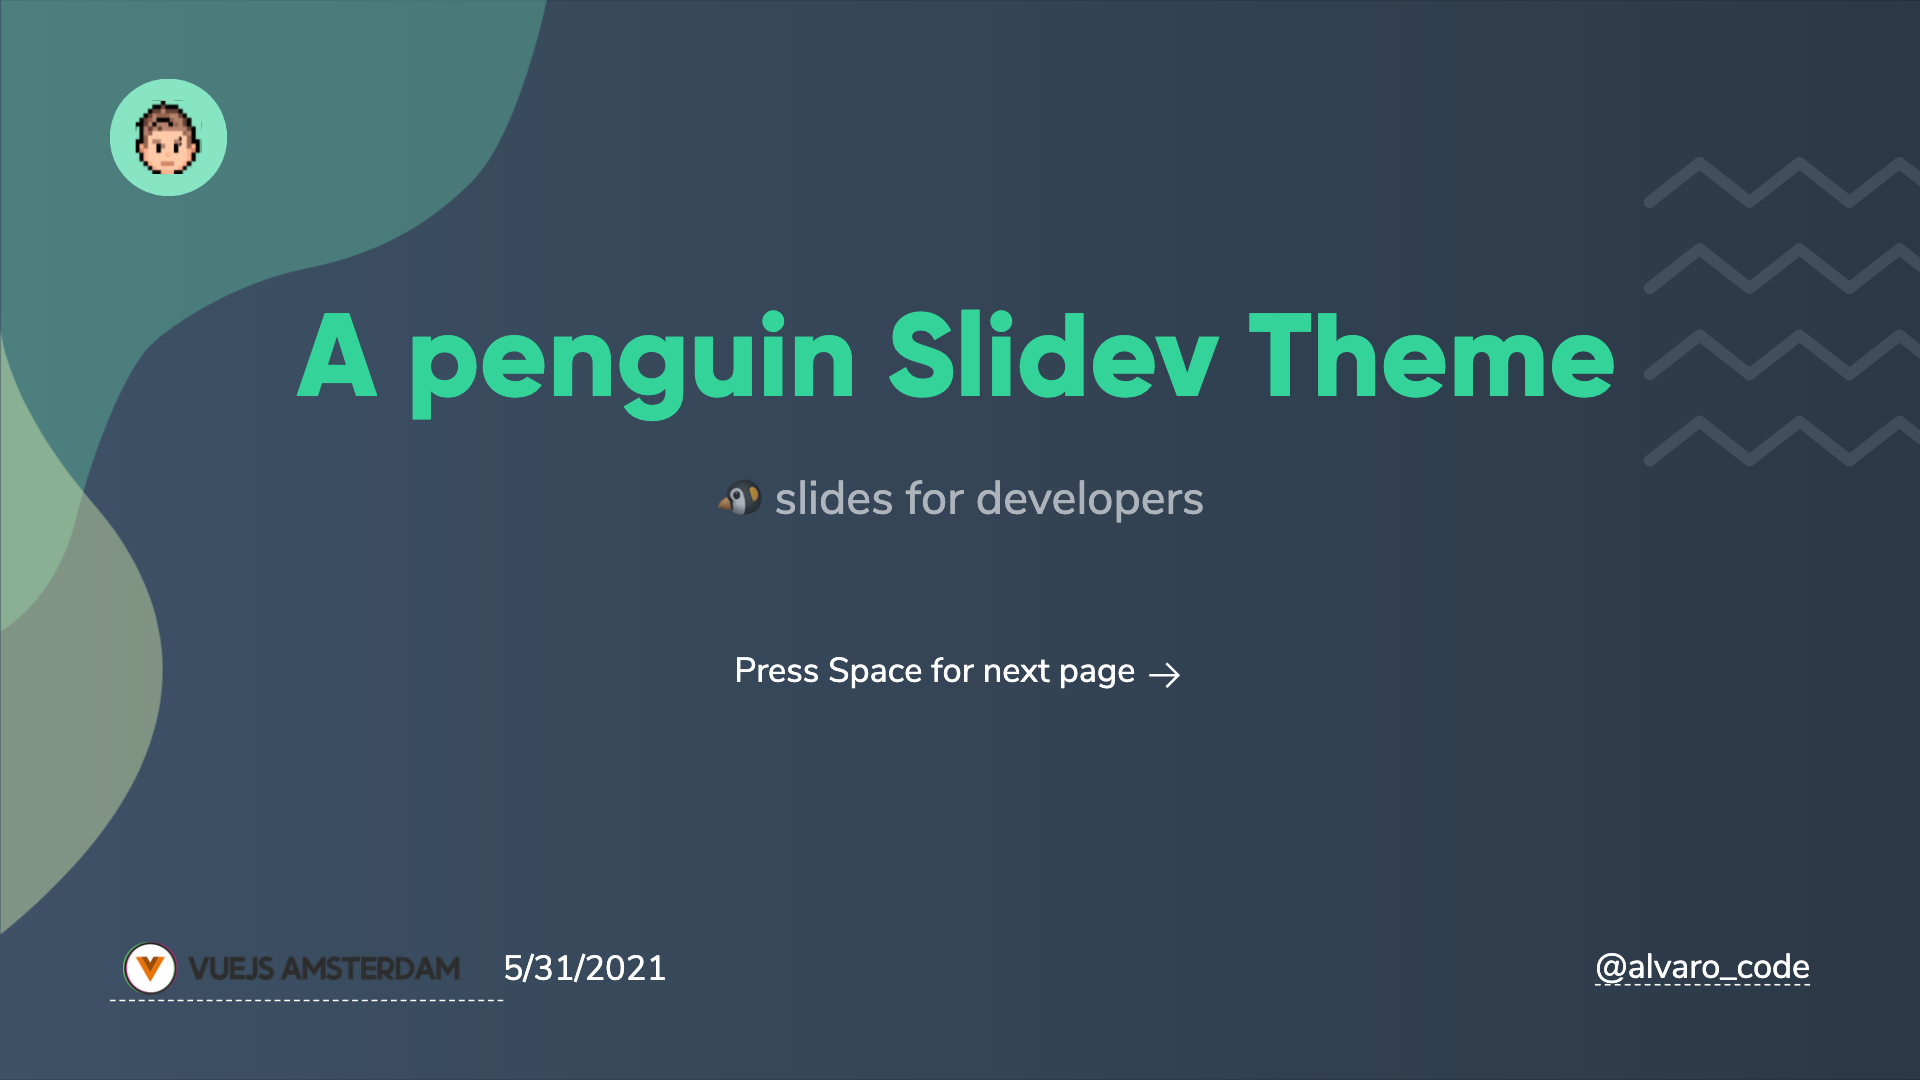 A penguin Slidev Theme
🐧 slides for developers
Press Space for next page →
VUEJS AMSTERDAM 5/31/2021
@alvaro_code